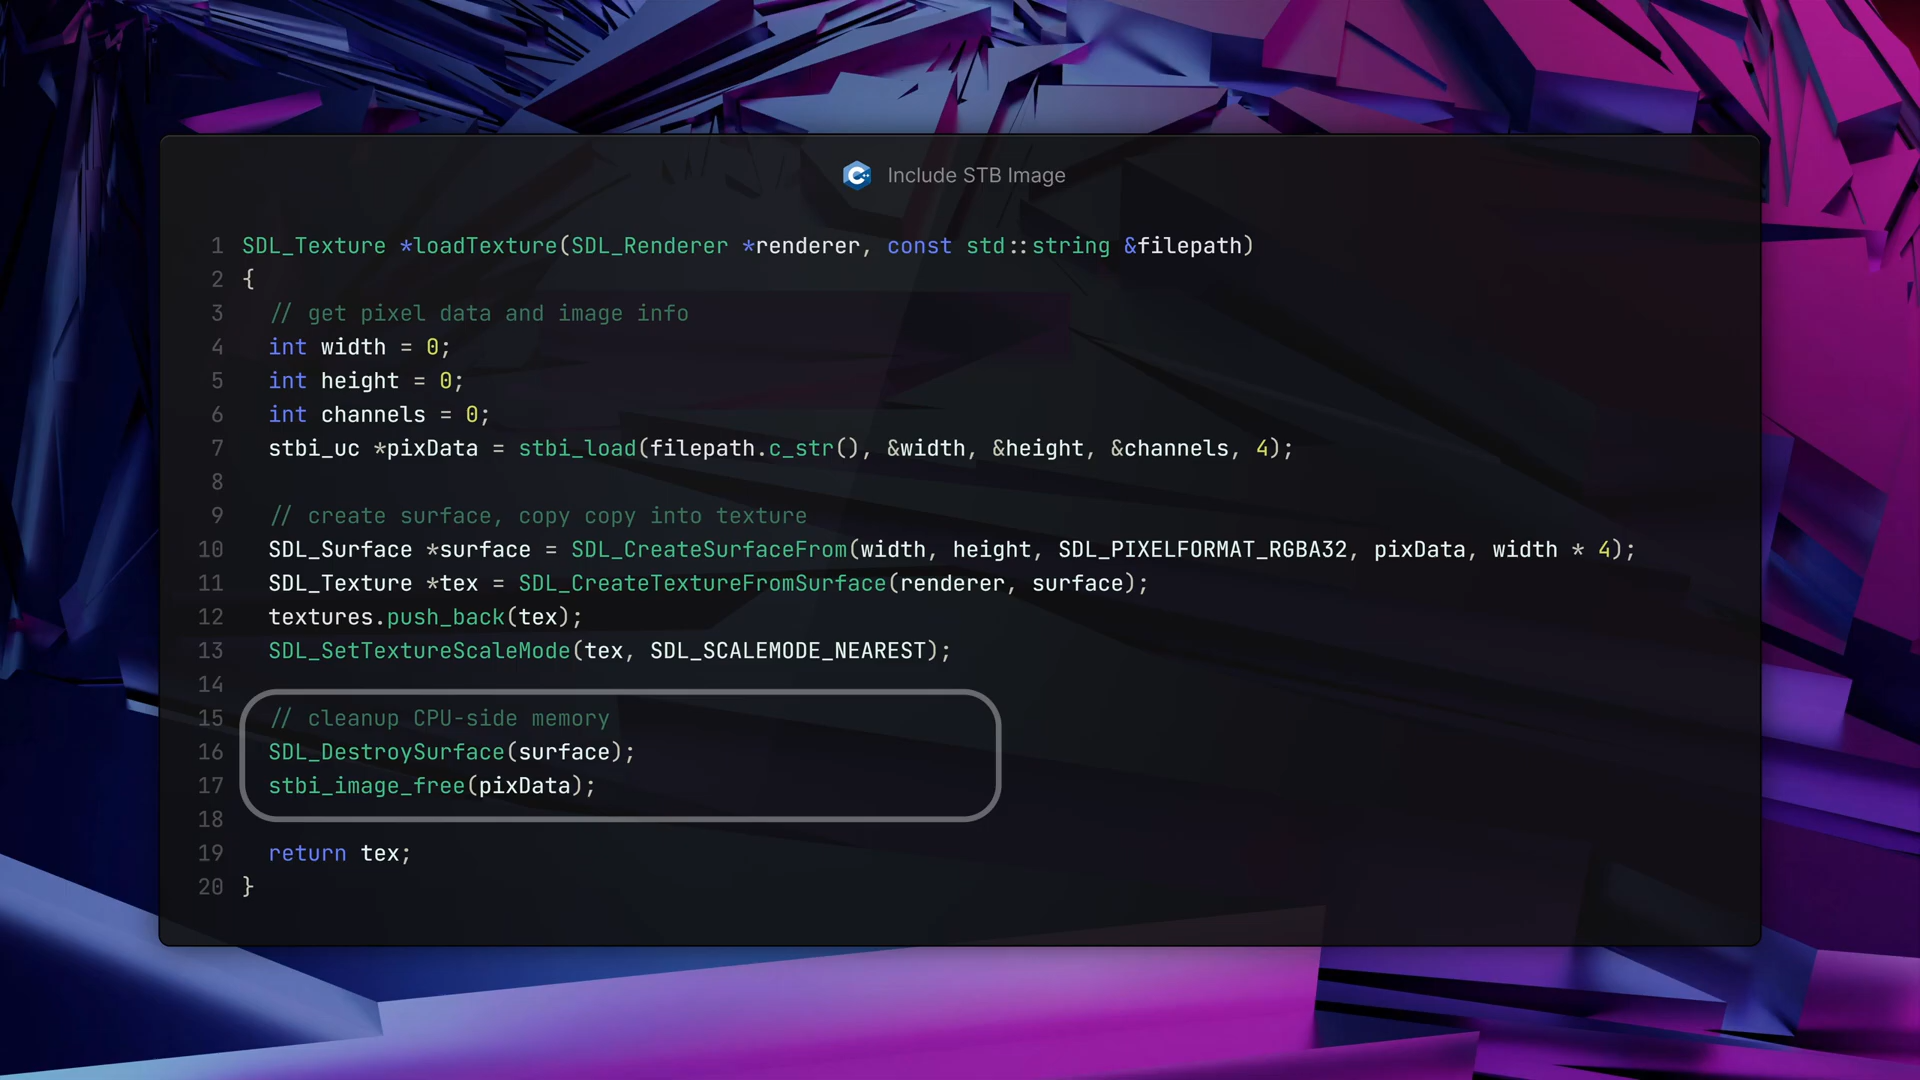 Include STB Image
1 SDL_Texture *loadTexture(SDL_Renderer *renderer, const std::string &filepath)
2 {
3 // get pixel data and image info
4 int width = 0;
5 int height = 0;
6 int channels = 0;
7 stbi_uc *pixData = stbi_load(filepath.c_str(), &width, &height, &channels, 4);
8
9 // create surface, copy copy into texture
10 SDL_Surface *surface = SDL_CreateSurfaceFrom(width, height, SDL_PIXELFORMAT_RGBA32, pixData, width * 4);
11 SDL_Texture *tex = SDL_CreateTextureFromSurface(renderer, surface);
12 textures.push_back(tex);
13 SDL_SetTextureScaleMode(tex, SDL_SCALEMODE_NEAREST);
14
15 // cleanup CPU-side memory
16 SDL_DestroySurface(surface);
17 stbi_image_free(pixData);
18
19 return tex;
20 }